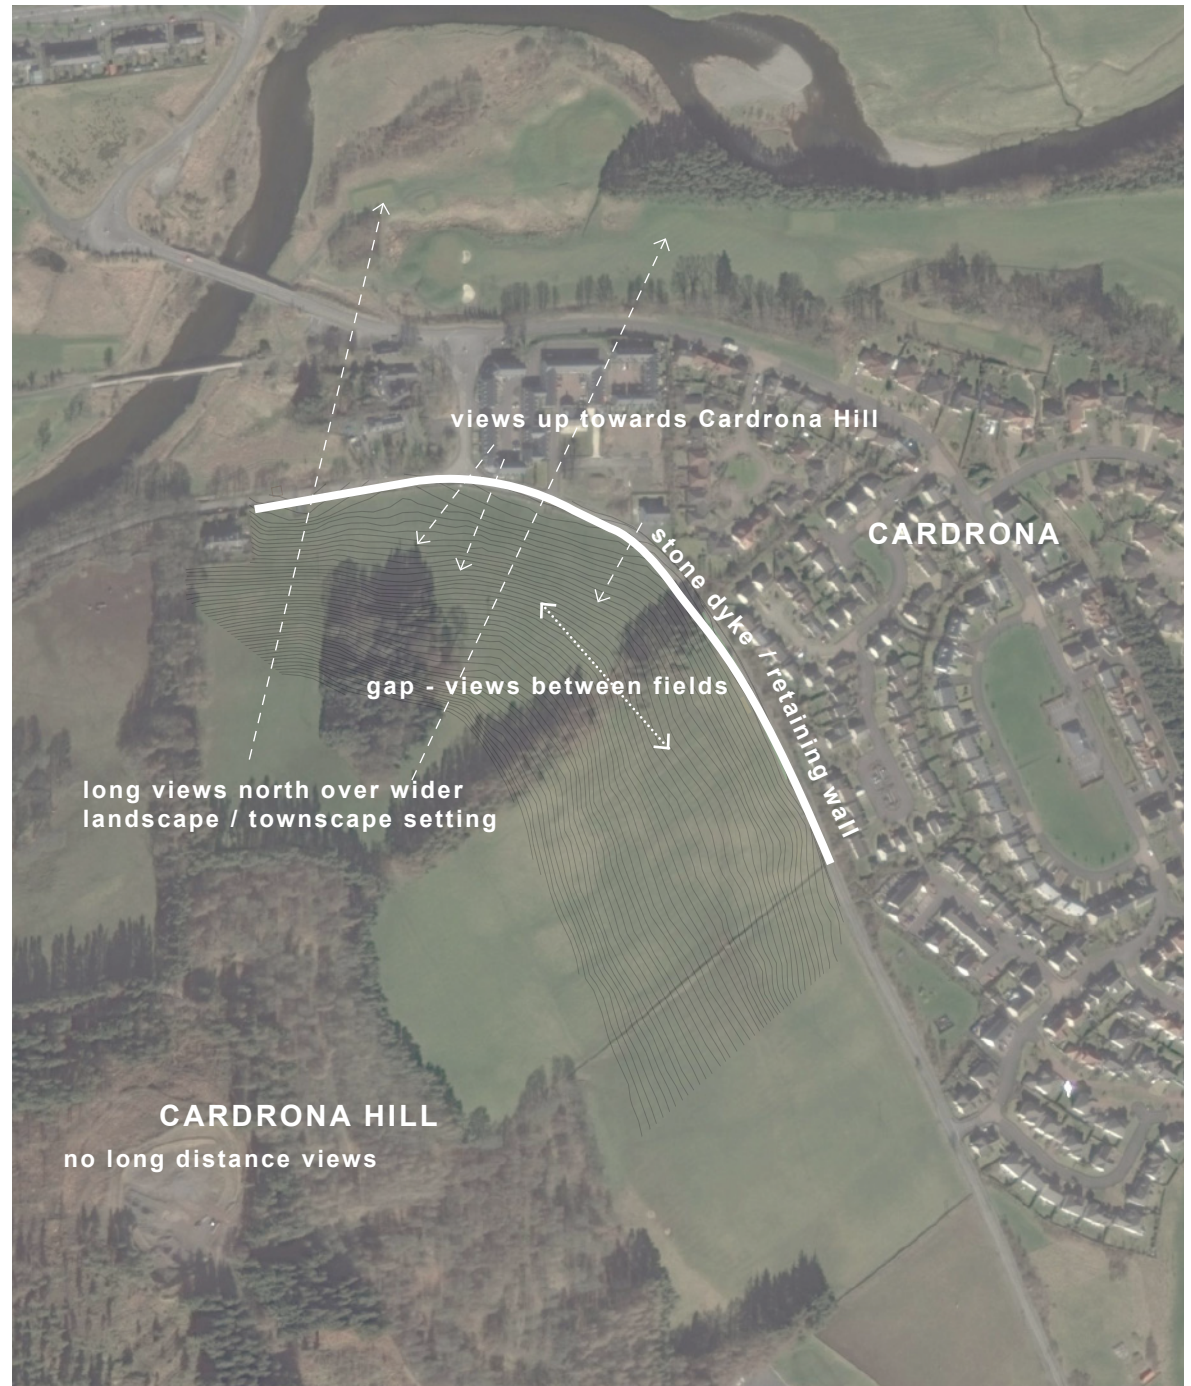 views up towards Cardrona Hill
CARDRONA
stone dyke / retaining wall
gap - views between fields
long views north over wider
landscape / townscape setting
CARDRONA HILL
no long distance views